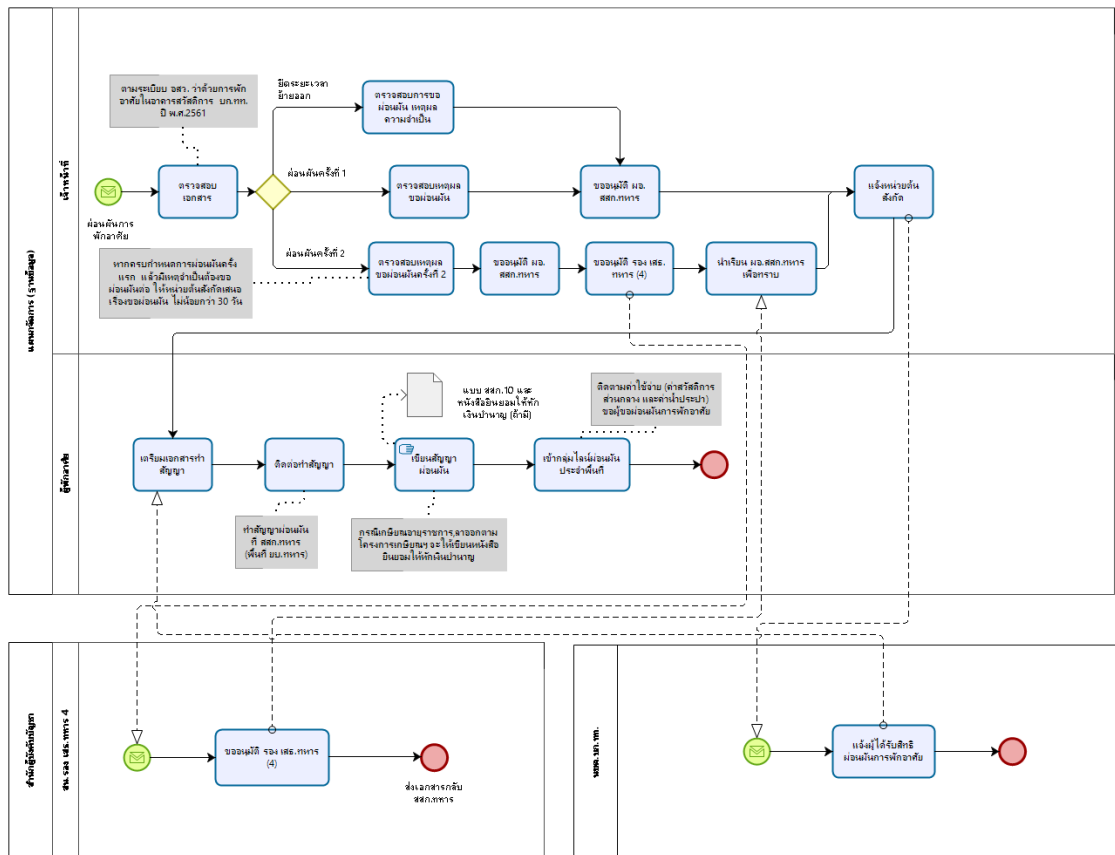 แผนกจัดการ (ฐานข้อมูล)
เจ้าหน้าที่
ตามระเบียบ อสว. ว่าด้วยการพัก
อาศัยในอาคารสวัสดิการ บก.ทท.
ปี พ.ศ.2561
ยืดระยะเวลา
ย้ายออก
ตรวจสอบการขอ
ผ่อนผัน เหตุผล
ความจำเป็น
ผ่อนผันการ
พักอาศัย
ตรวจสอบ
เอกสาร
ผ่อนผันครั้งที่ 1
ตรวจสอบเหตุผล
ขอผ่อนผัน
ขออนุมัติ ผอ.
สสก.ทหาร
แจ้งหน่วยต้น
สังกัด
ผ่อนผันครั้งที่ 2
หากครบกำหนดการผ่อนผันครั้ง
แรก แล้วมีเหตุจำเป็นต้องขอ
ผ่อนผันต่อ ให้หน่วยต้นสังกัดเสนอ
เรื่องขอผ่อนผัน ไม่น้อยกว่า 30 วัน
ตรวจสอบเหตุผล
ขอผ่อนผันครั้งที่ 2
ขออนุมัติ ผอ.
สสก.ทหาร
ขออนุมัติ รอง เสธ.
ทหาร (4)
นำเรียน ผอ.สสก.ทหาร
เพื่อทราบ
ผู้พักอาศัย
แบบ สสก.10 และ
หนังสือยินยอมให้หัก
เงินบำนาญ (ถ้ามี)
ติดตามค่าใช้จ่าย (ค่าสวัสดิการ
ส่วนกลาง และค่าน้ำประปา)
ขอผู้ขอผ่อนผันการพักอาศัย
เตรียมเอกสารทำ
สัญญา
ติดต่อทำสัญญา
เขียนสัญญา
ผ่อนผัน
เข้ากลุ่มไลน์ผ่อนผัน
ประจำพื้นที่
ทำสัญญาผ่อนผัน
ที่ สสก.ทหาร
(พื้นที่ ยบ.ทหาร)
กรณีเกษียณอายุราชการ,ลาออกตาม
โครงการเกษียณฯ จะให้เขียนหนังสือ
ยินยอมให้หักเงินบำนาญ
สำนักผู้บังคับบัญชา
สน.รอง เสธ.ทหาร 4
ขออนุมัติ รอง เสธ.ทหาร
(4)
ส่งเอกสารกลับ
สสก.ทหาร
แจ้งผู้ได้รับสิทธิ
ผ่อนผันการพักอาศัย